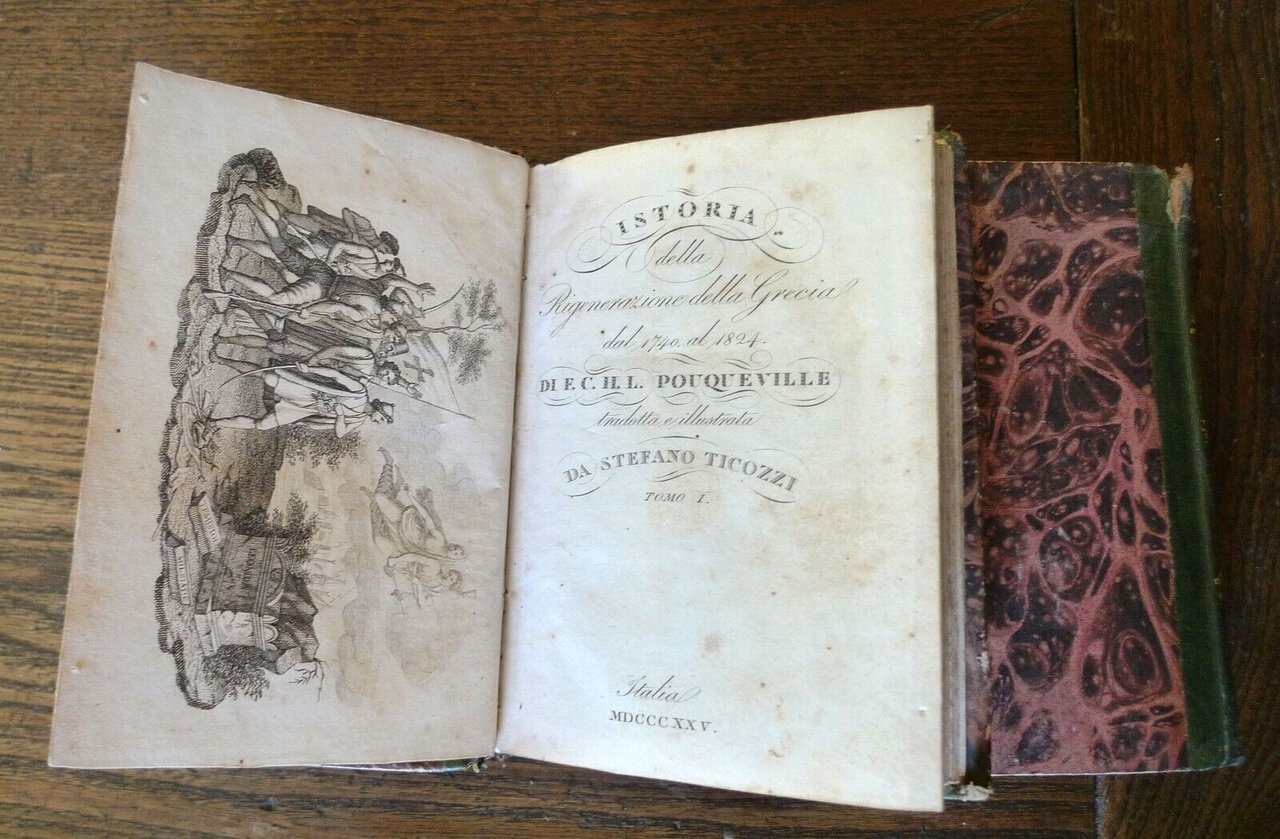 ISTORIA
della
Rigenerazione della Grecia
dal 1740. al 1824.
DI F. C. H. L. POUQUEVILLE
tradotta e illustrata
DA STEFANO TICOZZI
TOMO I.
Italia
MDCCCXXV.